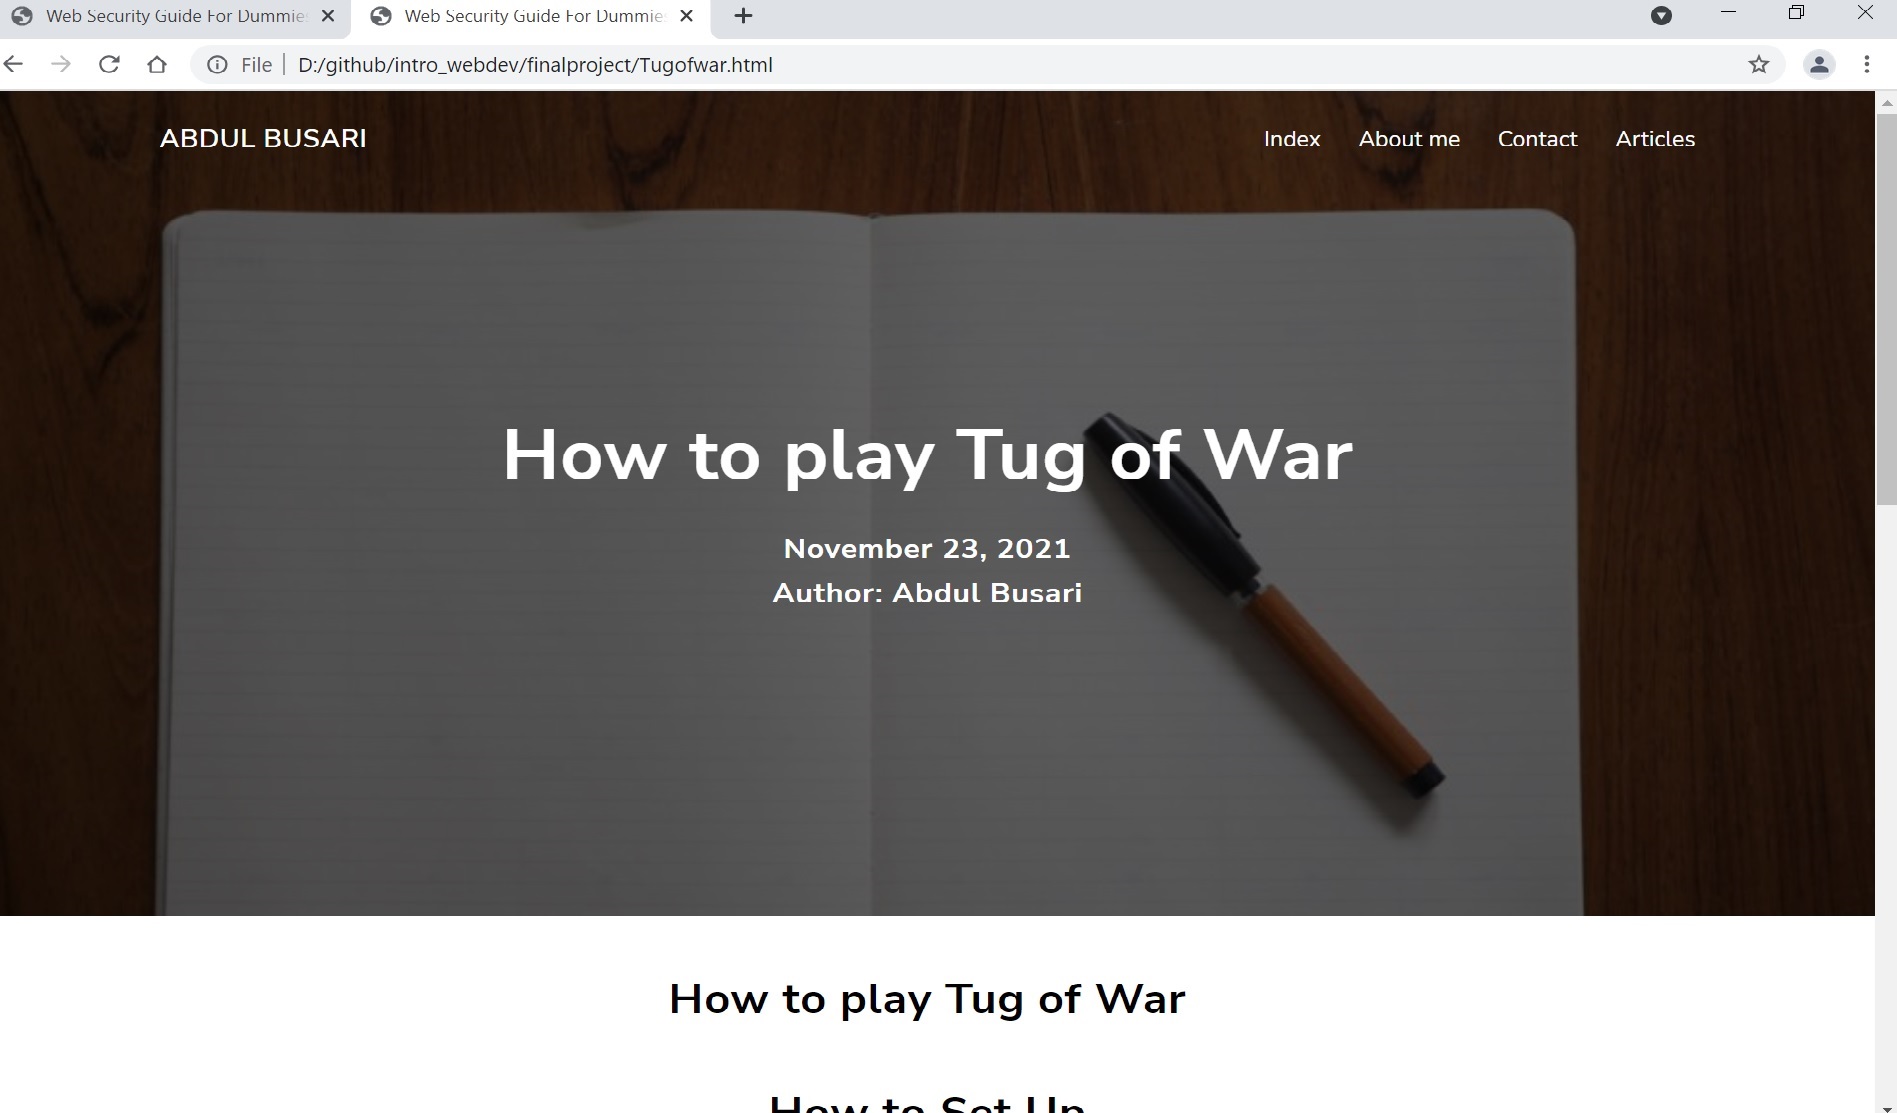 Web Security Guide For Dummies
Web Security Guide For Dummies
File
D:/github/intro_webdev/finalproject/Tugofwar.html
ABDUL BUSARI
Index
About me
Contact
Articles
How to play Tug of War
November 23, 2021
Author: Abdul Busari
How to play Tug of War
How to Set Up